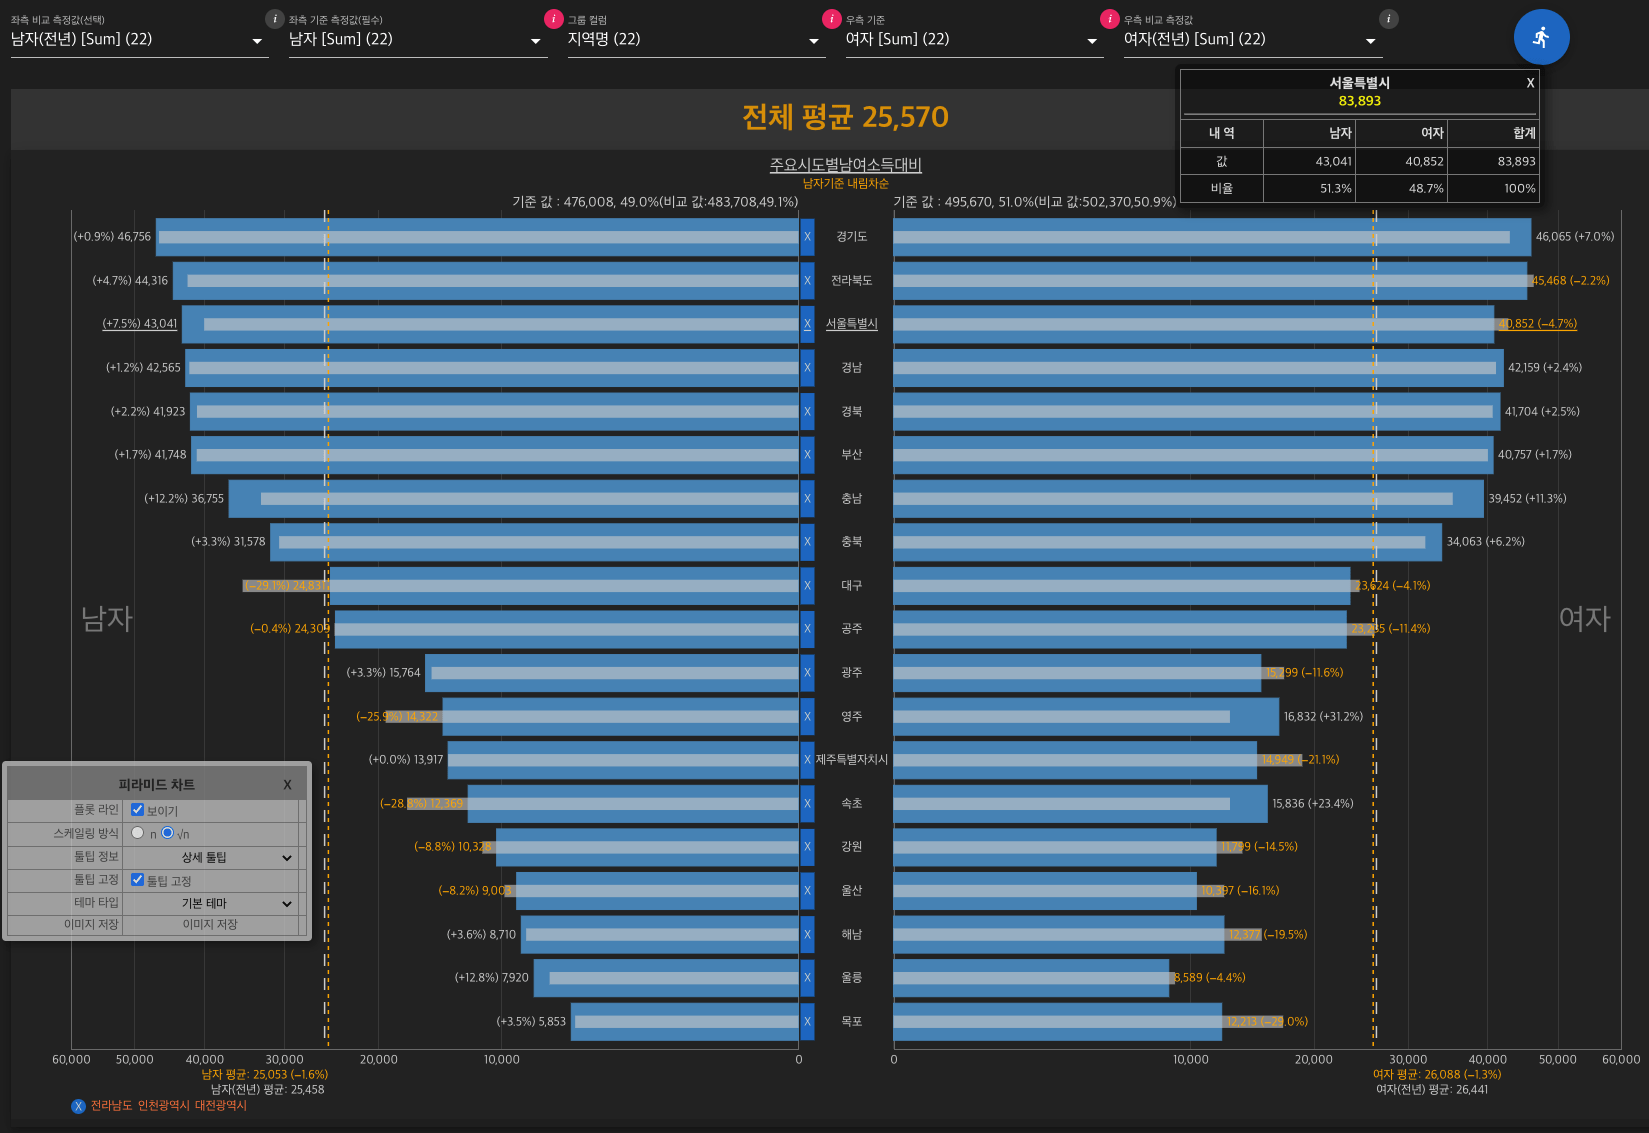 좌측 비교 측정값(선택) i 좌측 기준 측정값(필수) i 그룹 컬럼 i 우측 기준 i 우측 비교 측정값 i
남자(전년) [Sum] (22) 남자 [Sum] (22) 지역명 (22) 여자 [Sum] (22) 여자(전년) [Sum] (22)
서울특별시 X
83,893
내 역 남자 여자 합계
값 43,041 40,852 83,893
비율 51.3% 48.7% 100%
전체 평균 25,570
주요시도별남여소득대비
남자기준 내림차순
기준 값 : 476,008, 49.0%(비교 값:483,708,49.1%) 기준 값 : 495,670, 51.0%(비교 값:502,370,50.9%)
(+0.9%) 46,756 X 경기도 46,065 (+7.0%)
(+4.7%) 44,316 X 전라북도 45,468 (−2.2%)
(+7.5%) 43,041 X 서울특별시 40,852 (−4.7%)
(+1.2%) 42,565 X 경남 42,159 (+2.4%)
(+2.2%) 41,923 X 경북 41,704 (+2.5%)
(+1.7%) 41,748 X 부산 40,757 (+1.7%)
(+12.2%) 36,755 X 충남 39,452 (+11.3%)
(+3.3%) 31,578 X 충북 34,063 (+6.2%)
(−29.1%) X 대구 23,624 (−4.1%)
남자 여자
(−0.4%) 24,309 X 공주 (−11.4%)
(+3.3%) 15,764 X 광주 15,299 (−11.6%)
(−25.9%) 14,322 X 영주 16,832 (+31.2%)
(+0.0%) 13,917 X 제주특별자치시 14,949 (−21.1%)
(−28.8%) 12,369 X 속초 15,836 (+23.4%)
(−8.8%) 10,328 X 강원 11,799 (−14.5%)
(−8.2%) 9,003 X 울산 10,397 (−16.1%)
(+3.6%) 8,710 X 해남 12,377 (−19.5%)
(+12.8%) 7,920 X 울릉 8,589 (−4.4%)
(+3.5%) 5,853 X 목포 12,213 (−29.0%)
피라미드 차트 X
플롯 라인 보이기
스케일링 방식 n √n
툴팁 정보 상세 툴팁
툴팁 고정 툴팁 고정
테마 타입 기본 테마
이미지 저장 이미지 저장
60,000 50,000 40,000 30,000 20,000 10,000 0 0 10,000 20,000 30,000 40,000 50,000 60,000
남자 평균: 25,053 (−1.6%) 여자 평균: 26,088 (−1.3%)
남자(전년) 평균: 25,458 여자(전년) 평균: 26,441
X 전라남도 인천광역시 대전광역시